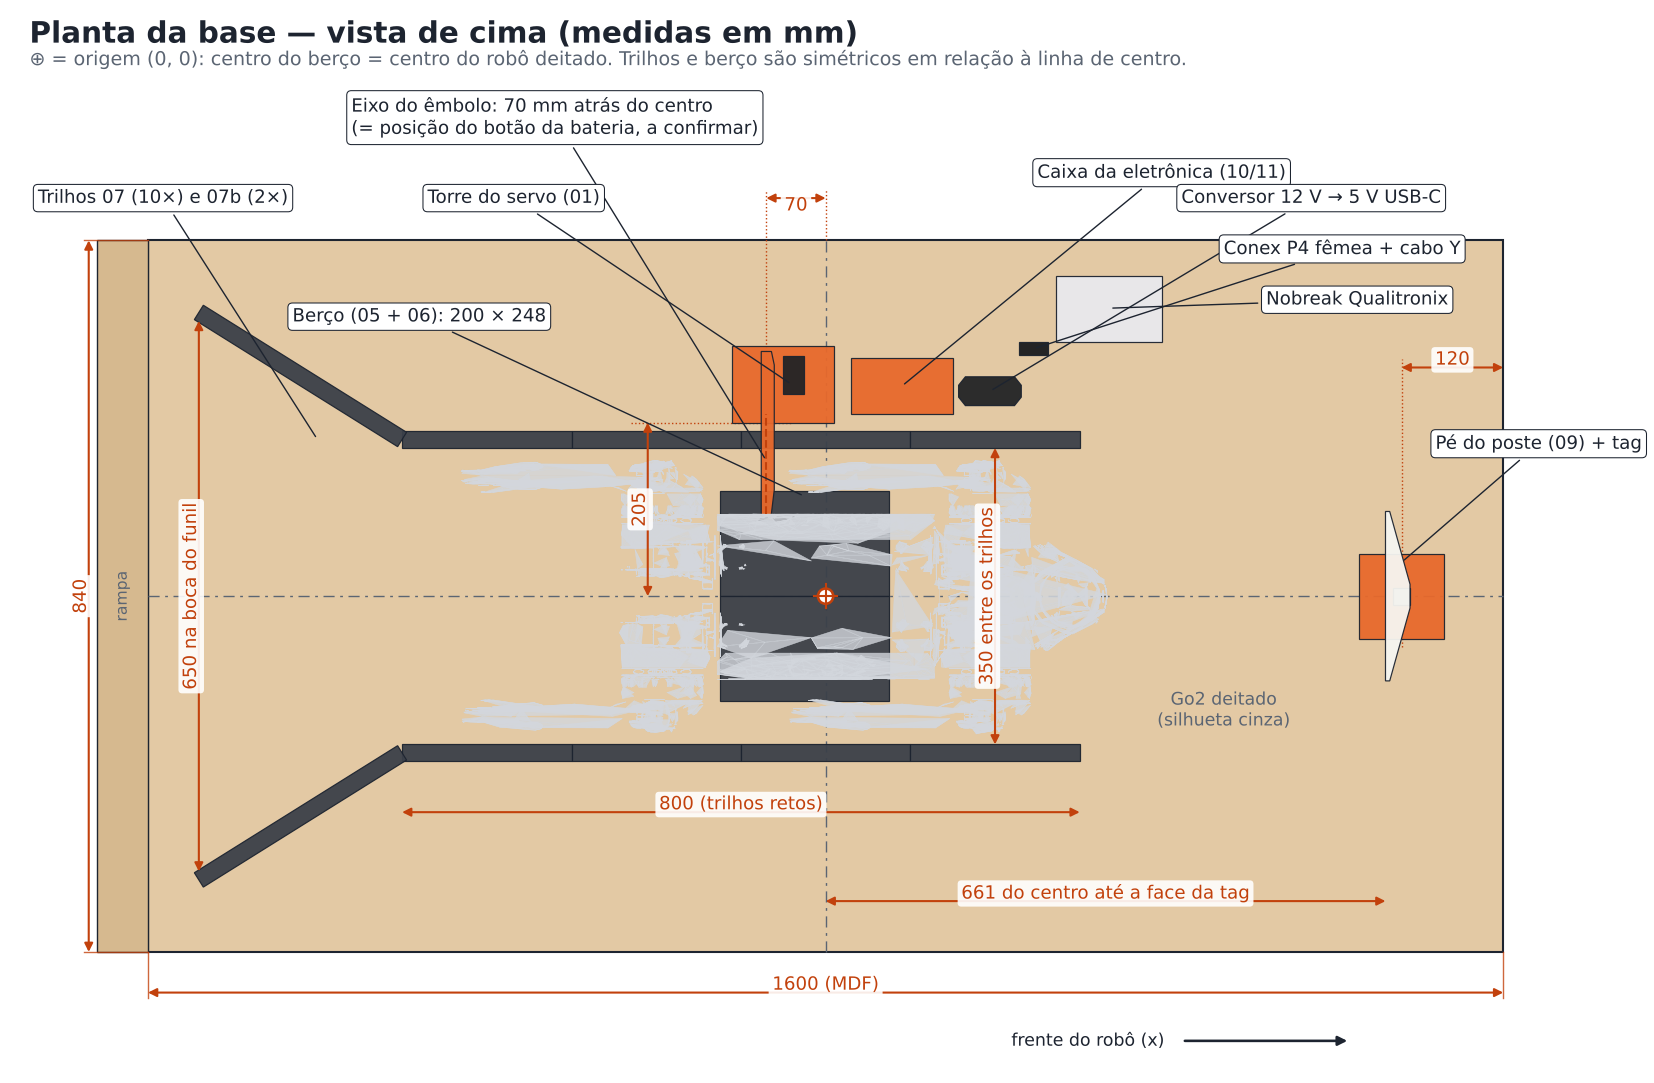 Planta da base — vista de cima (medidas em mm)
⊕ = origem (0, 0): centro do berço = centro do robô deitado. Trilhos e berço são simétricos em relação à linha de centro.
Eixo do êmbolo: 70 mm atrás do centro
(= posição do botão da bateria, a confirmar)
Caixa da eletrônica (10/11)
Trilhos 07 (10×) e 07b (2×)
Torre do servo (01)
Conversor 12 V → 5 V USB-C
70
Conex P4 fêmea + cabo Y
Nobreak Qualitronix
Berço (05 + 06): 200 × 248
120
Pé do poste (09) + tag
205
650 na boca do funil
350 entre os trilhos
840
rampa
Go2 deitado
(silhueta cinza)
800 (trilhos retos)
661 do centro até a face da tag
1600 (MDF)
frente do robô (x)